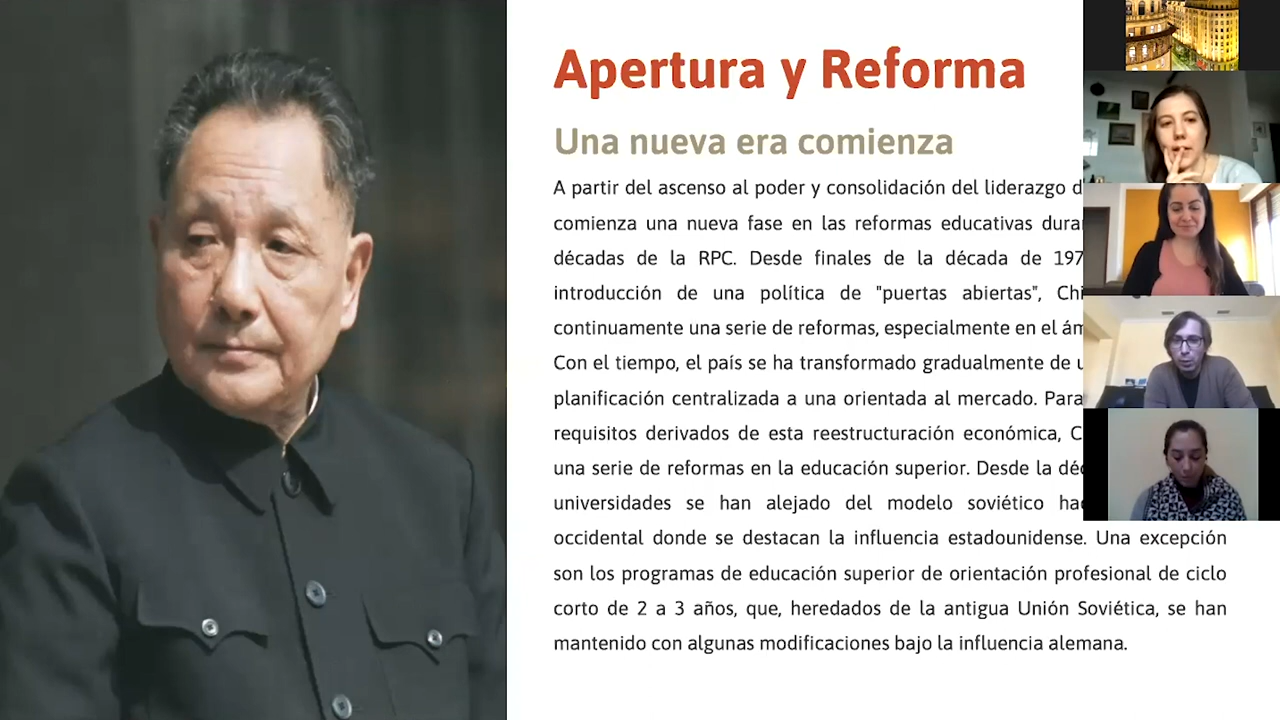 Apertura y Reforma
Una nueva era comienza
A partir del ascenso al poder y consolidación del liderazgo
comienza una nueva fase en las reformas educativas
décadas de la RPC. Desde finales de la década de
introducción de una política de "puertas abiertas",
continuamente una serie de reformas, especialmente en el
Con el tiempo, el país se ha transformado gradualmente de
planificación centralizada a una orientada al mercado. Para
requisitos derivados de esta reestructuración económica,
una serie de reformas en la educación superior. Desde la
universidades se han alejado del modelo soviético
occidental donde se destacan la influencia estadounidense. Una excepción
son los programas de educación superior de orientación profesional de ciclo
corto de 2 a 3 años, que, heredados de la antigua Unión Soviética, se han
mantenido con algunas modificaciones bajo la influencia alemana.